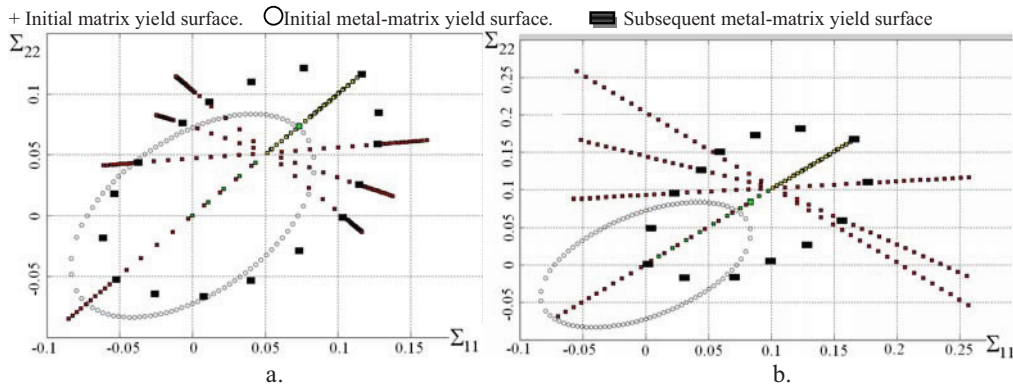 + Initial matrix yield surface. Initial metal-matrix yield surface. Subsequent metal-matrix yield surface
Σ22
0.1
0.05
0
-0.05
-0.1 -0.05 0 0.05 0.1 0.15
Σ11
a.
Σ22
0.25
0.2
0.15
0.1
0.05
0
-0.05
-0.1 -0.05 0 0.05 0.1 0.15 0.2 0.25
Σ11
b.